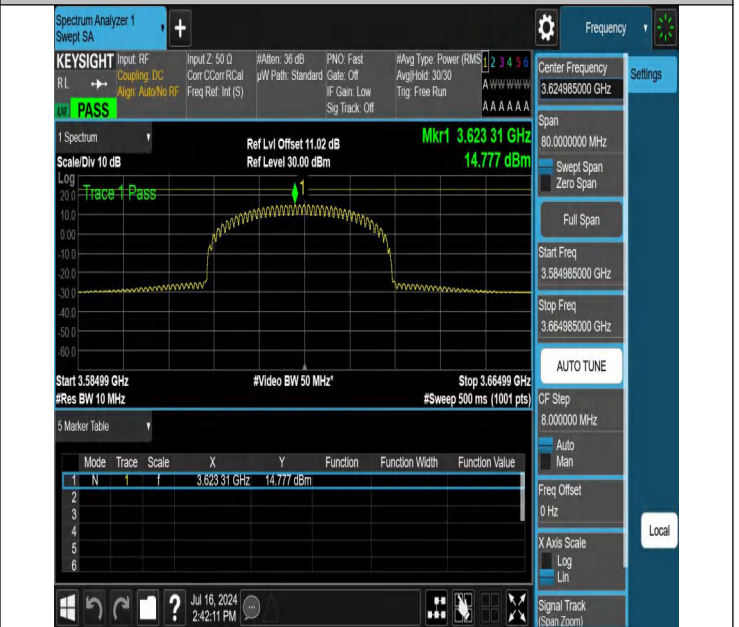 Spectrum Analyzer 1
Swept SA
+
Frequency
KEYSIGHT
Input: RF
Coupling: DC
Align: Auto/No RF
Input Z: 50 Ω
Corr CCorr RCal
Freq Ref: Int (S)
#Atten: 36 dB
µW Path: Standard
PNO: Fast
Gate: Off
IF Gain: Low
Sig Track: Off
#Avg Type: Power (RMS
Avg|Hold: 30/30
Trig: Free Run
1 2 3 4 5 6
A W W W W W
A A A A A A
R L
PASS
1 Spectrum
Scale/Div 10 dB
Ref Lvl Offset 11.02 dB
Ref Level 30.00 dBm
Mkr1 3.623 31 GHz
14.777 dBm
Log
Trace 1 Pass
1
20.0
10.0
0.00
-10.0
-20.0
-30.0
-40.0
-50.0
-60.0
Start 3.58499 GHz
#Video BW 50 MHz*
Stop 3.66499 GHz
#Res BW 10 MHz
#Sweep 500 ms (1001 pts)
5 Marker Table
Mode Trace Scale X Y Function Function Width Function Value
1 N 1 f 3.623 31 GHz 14.777 dBm
2
3
4
5
6
?
Jul 16, 2024
2:42:11 PM
Center Frequency
3.624985000 GHz
Settings
Span
80.0000000 MHz
Swept Span
Zero Span
Full Span
Start Freq
3.584985000 GHz
Stop Freq
3.664985000 GHz
AUTO TUNE
CF Step
8.000000 MHz
Auto
Man
Freq Offset
0 Hz
Local
X Axis Scale
Log
Lin
Signal Track
(Span Zoom)